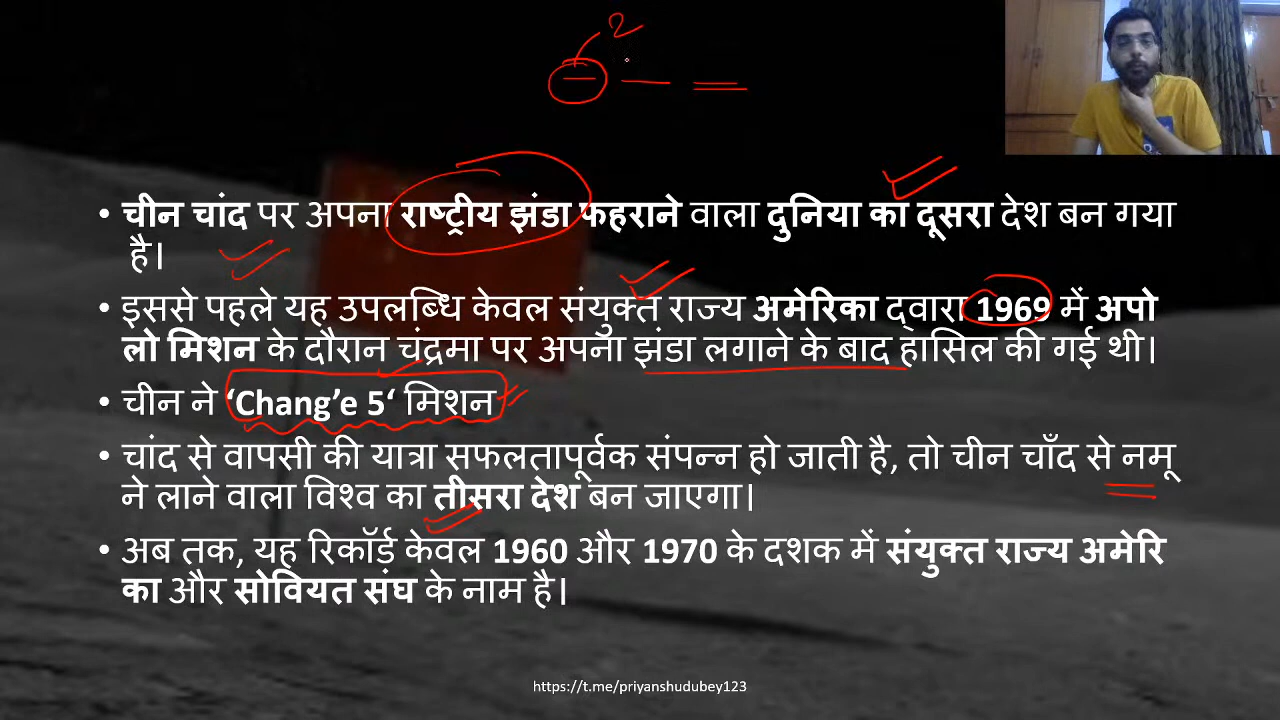 2
• चीन चांद पर अपना राष्ट्रीय झंडा फहराने वाला दुनिया का दूसरा देश बन गया
है।
• इससे पहले यह उपलब्धि केवल संयुक्त राज्य अमेरिका द्वारा 1969 में अपो
लो मिशन के दौरान चंद्रमा पर अपना झंडा लगाने के बाद हासिल की गई थी।
• चीन ने ‘Chang’e 5‘ मिशन
• चांद से वापसी की यात्रा सफलतापूर्वक संपन्न हो जाती है, तो चीन चाँद से नमू
ने लाने वाला विश्व का तीसरा देश बन जाएगा।
• अब तक, यह रिकॉर्ड केवल 1960 और 1970 के दशक में संयुक्त राज्य अमेरि
का और सोवियत संघ के नाम है।
https://t.me/priyanshudubey123